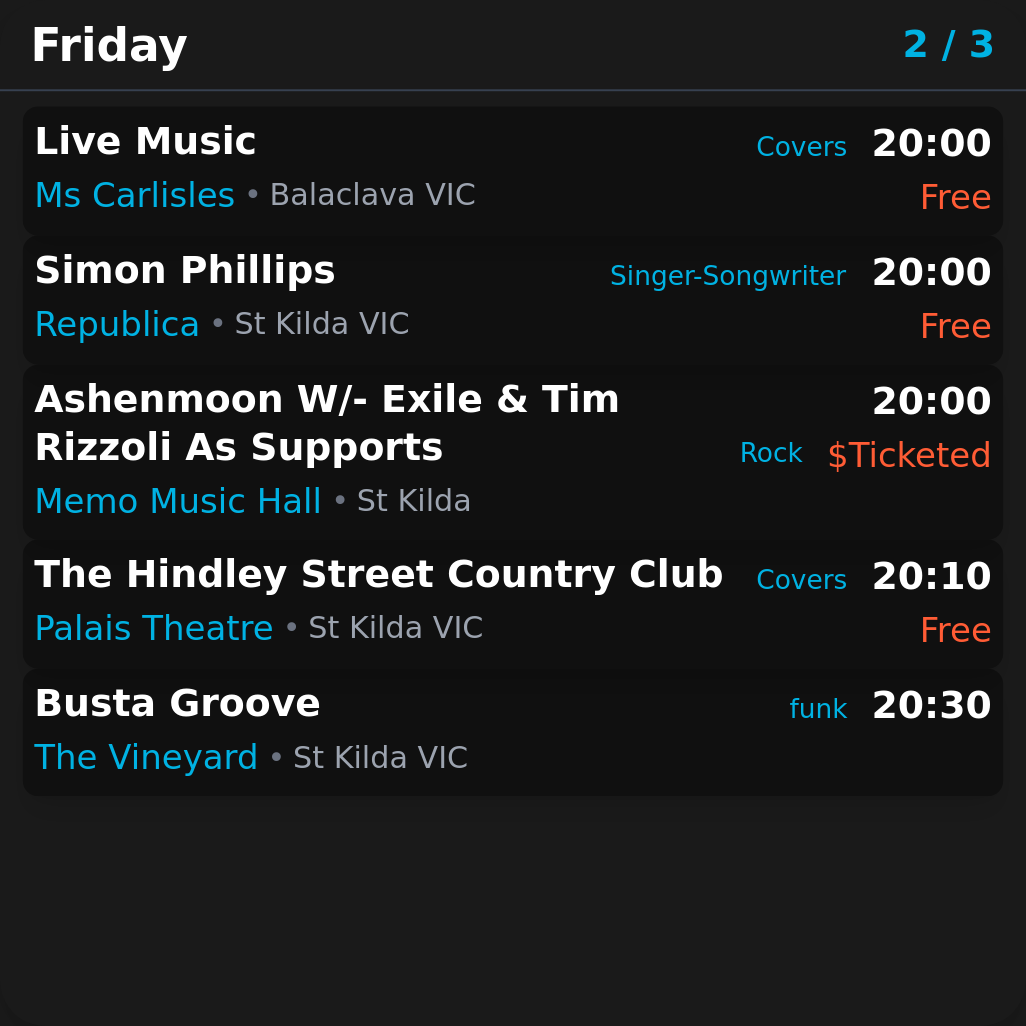 Friday 2 / 3
Live Music Covers 20:00
Ms Carlisles • Balaclava VIC Free
Simon Phillips Singer-Songwriter 20:00
Republica • St Kilda VIC Free
Ashenmoon W/- Exile & Tim 20:00
Rizzoli As Supports Rock $Ticketed
Memo Music Hall • St Kilda
The Hindley Street Country Club Covers 20:10
Palais Theatre • St Kilda VIC Free
Busta Groove funk 20:30
The Vineyard • St Kilda VIC